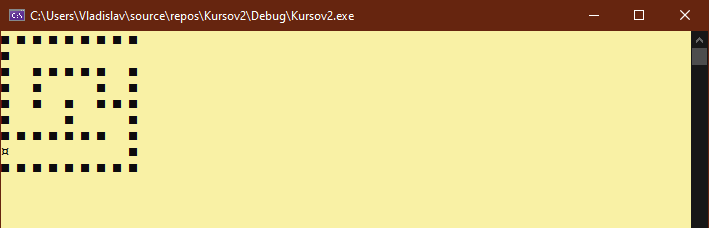 C:\Users\Vladislav\source\repos\Kursov2\Debug\Kursov2.exe
■ ■ ■ ■ ■ ■ ■ ■ ■
■
■   ■ ■ ■ ■ ■   ■
■   ■       ■   ■
■   ■   ■   ■ ■ ■
■       ■       ■
■ ■ ■ ■ ■ ■ ■   ■
¤               ■
■ ■ ■ ■ ■ ■ ■ ■ ■